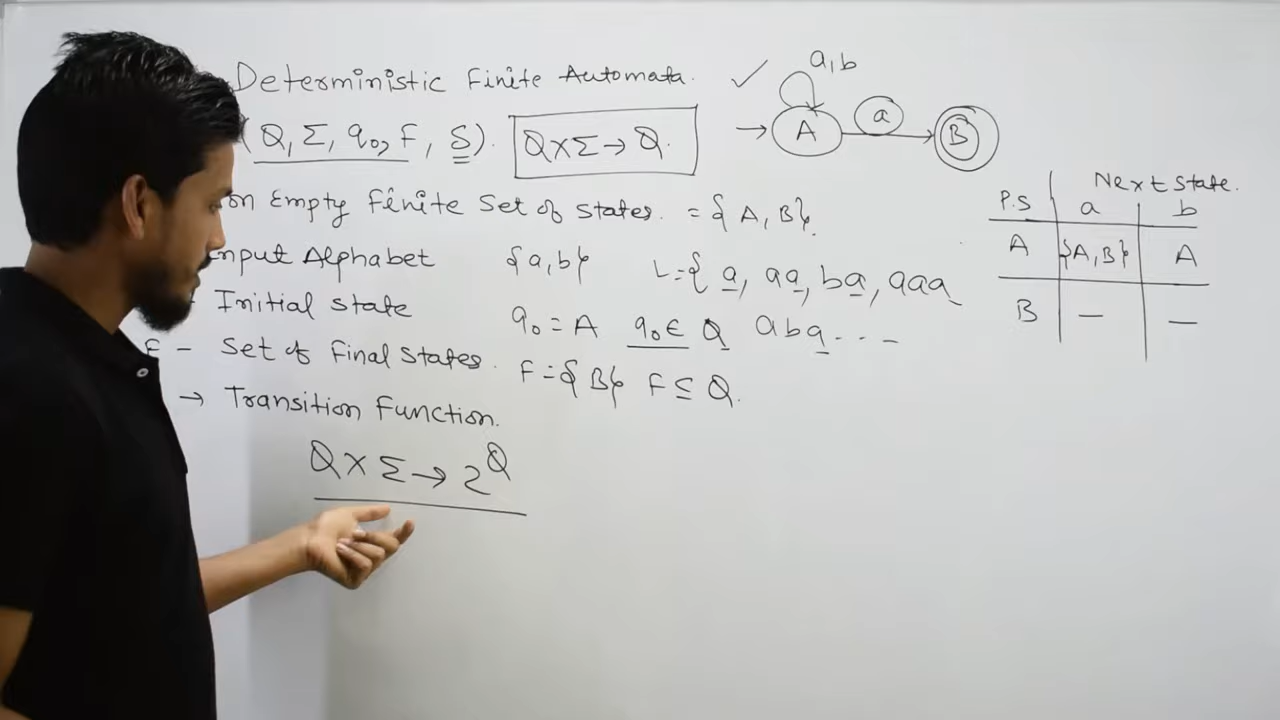 Deterministic Finite Automata. ✓
(Q, Σ, q0, F, δ). Q×Σ→Q.
on Empty Finite Set of States. = {A, B}.
Input Alphabet {a, b} L={ a, aa, ba, aaa
Initial State q0 = A q0 ∈ Q aba...
F - Set of Final States. F={B} F ⊆ Q.
→ Transition Function.
Q×Σ→2^Q
a,b
→ A a B
Next State.
P.S a b
A {A,B} A
B — —